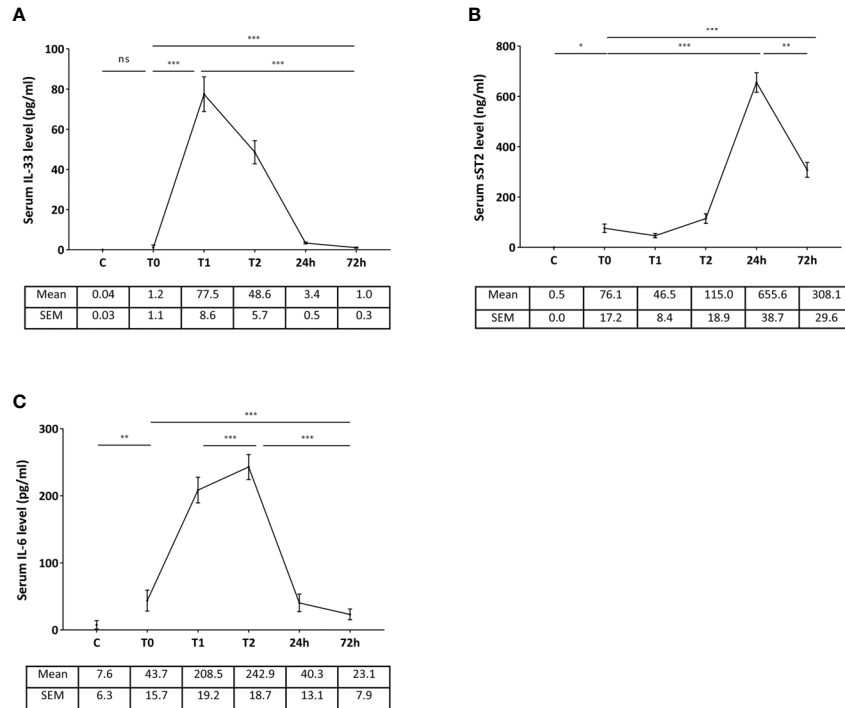 A
Serum IL-33 level (pg/ml)
100
80
60
40
20
0
ns
***
***
***
C T0 T1 T2 24h 72h
Mean 0.04 1.2 77.5 48.6 3.4 1.0
SEM 0.03 1.1 8.6 5.7 0.5 0.3
B
Serum sST2 level (ng/ml)
800
600
400
200
0
***
* *** **
C T0 T1 T2 24h 72h
Mean 0.5 76.1 46.5 115.0 655.6 308.1
SEM 0.0 17.2 8.4 18.9 38.7 29.6
C
Serum IL-6 level (pg/ml)
300
200
100
0
***
** *** ***
C T0 T1 T2 24h 72h
Mean 7.6 43.7 208.5 242.9 40.3 23.1
SEM 6.3 15.7 19.2 18.7 13.1 7.9